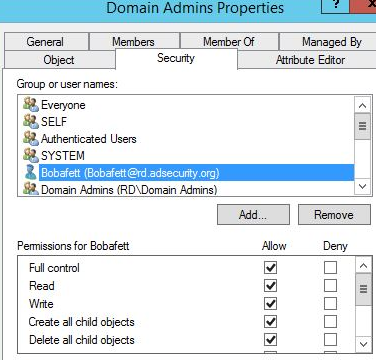 Domain Admins Properties
?
General Members Member Of Managed By
Object Security Attribute Editor
Group or user names:
Everyone
SELF
Authenticated Users
SYSTEM
Bobafett (Bobafett@rd.adsecurity.org)
Domain Admins (RD\Domain Admins)
Add... Remove
Permissions for Bobafett Allow Deny
Full control
Read
Write
Create all child objects
Delete all child objects